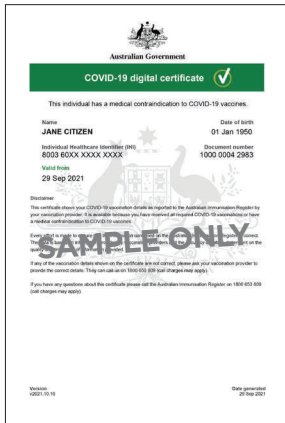 Australian Government
COVID-19 digital certificate
This individual has a medical contraindication to COVID-19 vaccines.
Name
JANE CITIZEN
Date of birth
01 Jan 1950
Individual Healthcare Identifier (IHI)
8003 60XX XXXX XXXX
Document number
1000 0004 2983
Valid from
29 Sep 2021
Disclaimer
This certificate shows your COVID-19 vaccination details as reported to the Australian Immunisation Register by
your vaccination provider. It is available because you have received all required COVID-19 vaccinations or have
a medical contraindication to COVID-19 vaccines.
Every effort is made to ensure
SAMPLE ONLY
If any of the vaccination details shown on the certificate are not correct, please ask your vaccination provider to
provide the correct details. They can call us on 1800 653 809 (call charges may apply).
If you have any questions about this certificate please call the Australian Immunisation Register on 1800 653 809
(call charges may apply).
Version
v2021.10.10
Date generated
29 Sep 2021